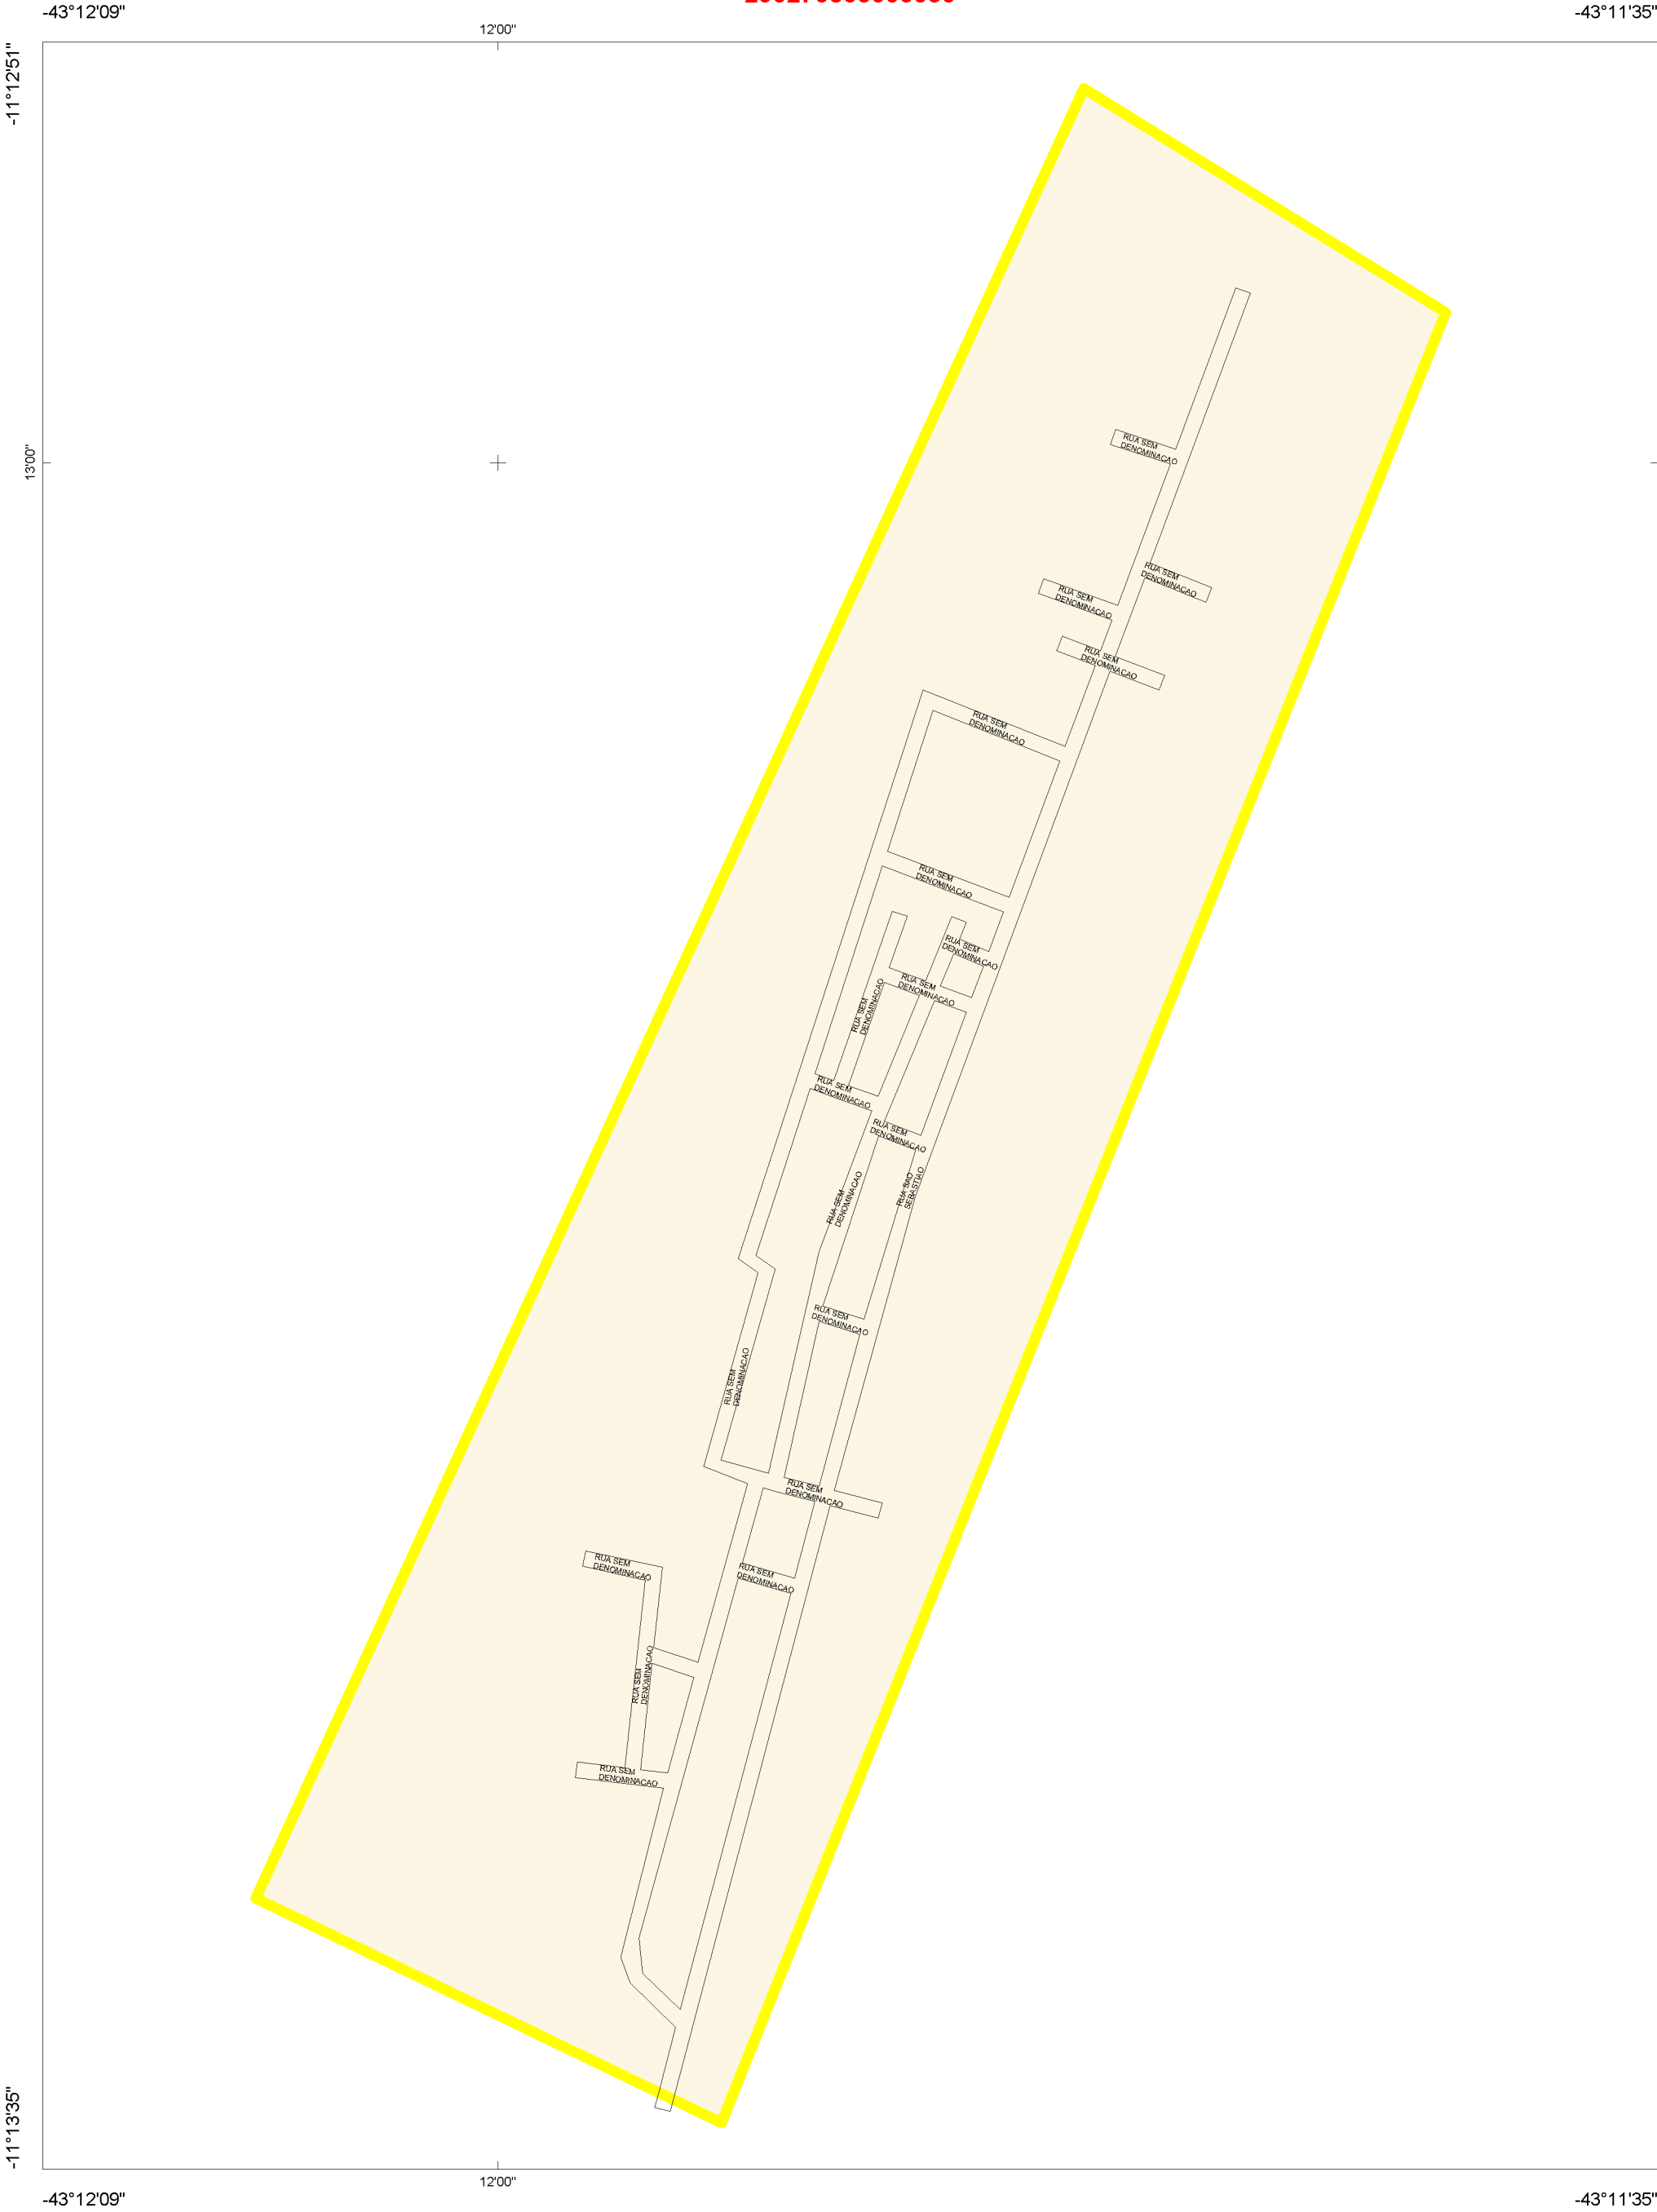 -43°12'09"
-43°11'35"
12'00"
-11°12'51"
13'00"
RUA SEM
DENOMINACAO
RUA SEM
DENOMINACAO
RUA SEM
DENOMINACAO
RUA SEM
DENOMINACAO
RUA SEM
DENOMINACAO
RUA SEM
DENOMINACAO
RUA SEM
DENOMINACAO
RUA SEM
DENOMINACAO
RUA SEM
DENOMINACAO
RUA SEM
DENOMINACAO
RUA SEM
DENOMINACAO
RUA SEM
DENOMINACAO
RUA SAO
SEBASTIAO
RUA SEM
DENOMINACAO
RUA SEM
DENOMINACAO
RUA SEM
DENOMINACAO
RUA SEM
DENOMINACAO
RUA SEM
DENOMINACAO
RUA SEM
DENOMINACAO
RUA SEM
DENOMINACAO
-11°13'35"
12'00"
-43°12'09"
-43°11'35"